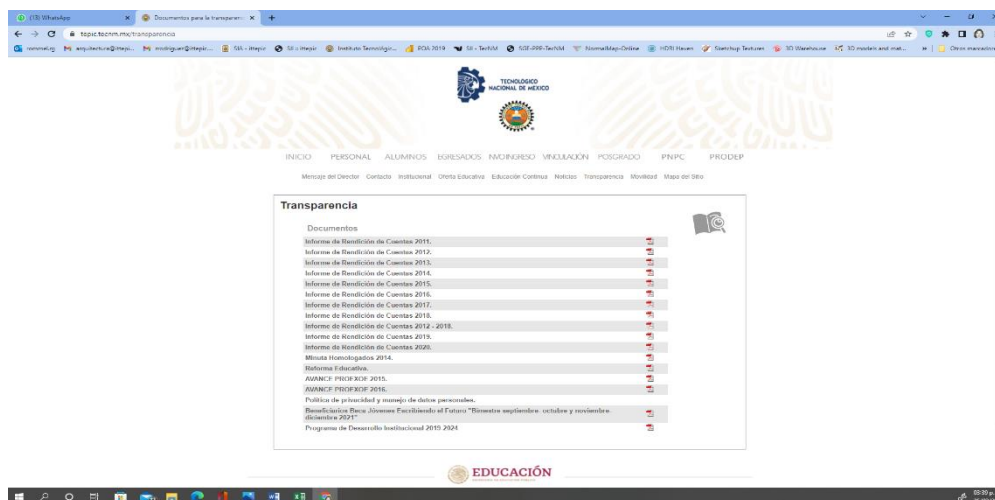 (13) WhatsApp
Documentos para la transparen
tepic.tecnm.mx/transparencia
TECNOLÓGICO
NACIONAL DE MÉXICO
INICIO PERSONAL ALUMNOS EGRESADOS NVOINGRESO VINCULACIÓN POSGRADO PNPC PRODEP
Mensaje del Director Contacto Institucional Oferta Educativa Educación Continua Noticias Transparencia Movilidad Mapa del Sitio
Transparencia
Documentos
Informe de Rendición de Cuentas 2011.
Informe de Rendición de Cuentas 2012.
Informe de Rendición de Cuentas 2013.
Informe de Rendición de Cuentas 2014.
Informe de Rendición de Cuentas 2015.
Informe de Rendición de Cuentas 2016.
Informe de Rendición de Cuentas 2017.
Informe de Rendición de Cuentas 2018.
Informe de Rendición de Cuentas 2012 - 2018.
Informe de Rendición de Cuentas 2019.
Informe de Rendición de Cuentas 2020.
Minuta Homologados 2014.
Reforma Educativa.
AVANCE PROEXOE 2015.
AVANCE PROEXOE 2016.
Política de privacidad y manejo de datos personales.
Beneficiarios Beca Jóvenes Escribiendo el Futuro "Bimestre septiembre- octubre y noviembre-
diciembre 2021"
Programa de Desarrollo Institucional 2019 2024
EDUCACIÓN
03:39 p.